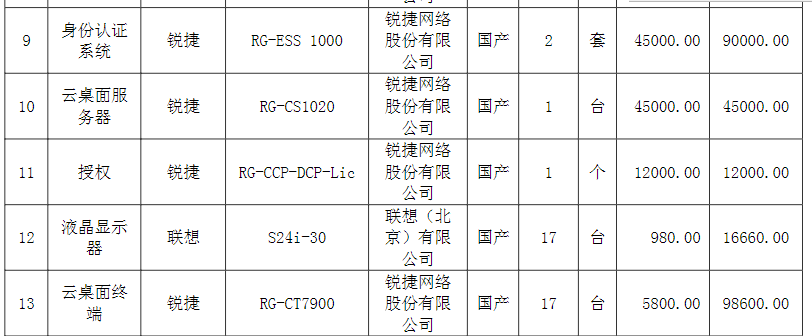 公司
9 身份认证系统 锐捷 RG-ESS 1000 锐捷网络股份有限公司 国产 2 套 45000.00 90000.00
10 云桌面服务器 锐捷 RG-CS1020 锐捷网络股份有限公司 国产 1 台 45000.00 45000.00
11 授权 锐捷 RG-CCP-DCP-Lic 锐捷网络股份有限公司 国产 1 个 12000.00 12000.00
12 液晶显示器 联想 S24i-30 联想（北京）有限公司 国产 17 台 980.00 16660.00
13 云桌面终端 锐捷 RG-CT7900 锐捷网络股份有限公司 国产 17 台 5800.00 98600.00